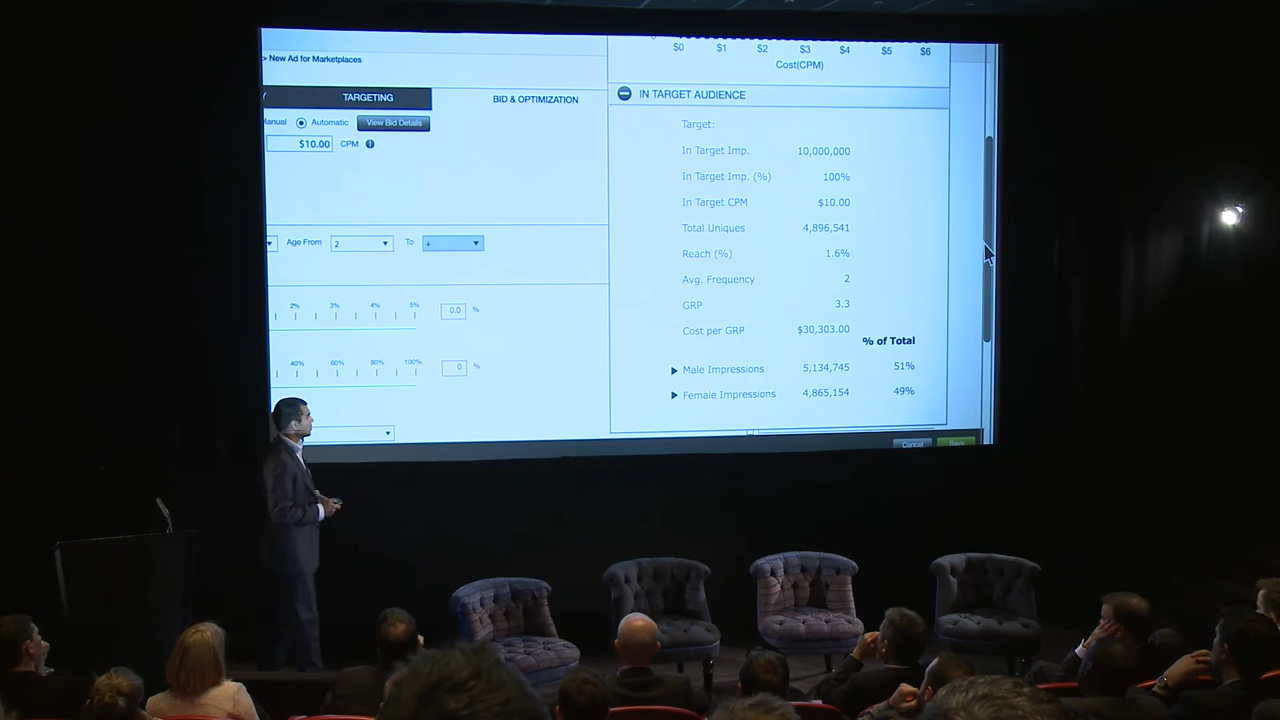 $0 $1 $2 $3 $4 $5 $6
Cost(CPM)
> New Ad for Marketplaces
TARGETING
BID & OPTIMIZATION
Automatic
View Bid Details
$10.00 CPM
Age From 2 To +
2% 3% 4% 5% 0.0 %
40% 60% 80% 100% 0 %
IN TARGET AUDIENCE
Target:
In Target Imp. 10,000,000
In Target Imp. (%) 100%
In Target CPM $10.00
Total Uniques 4,896,541
Reach (%) 1.6%
Avg. Frequency 2
GRP 3.3
Cost per GRP $30,303.00
% of Total
Male Impressions 5,134,745 51%
Female Impressions 4,865,154 49%
Cancel Save